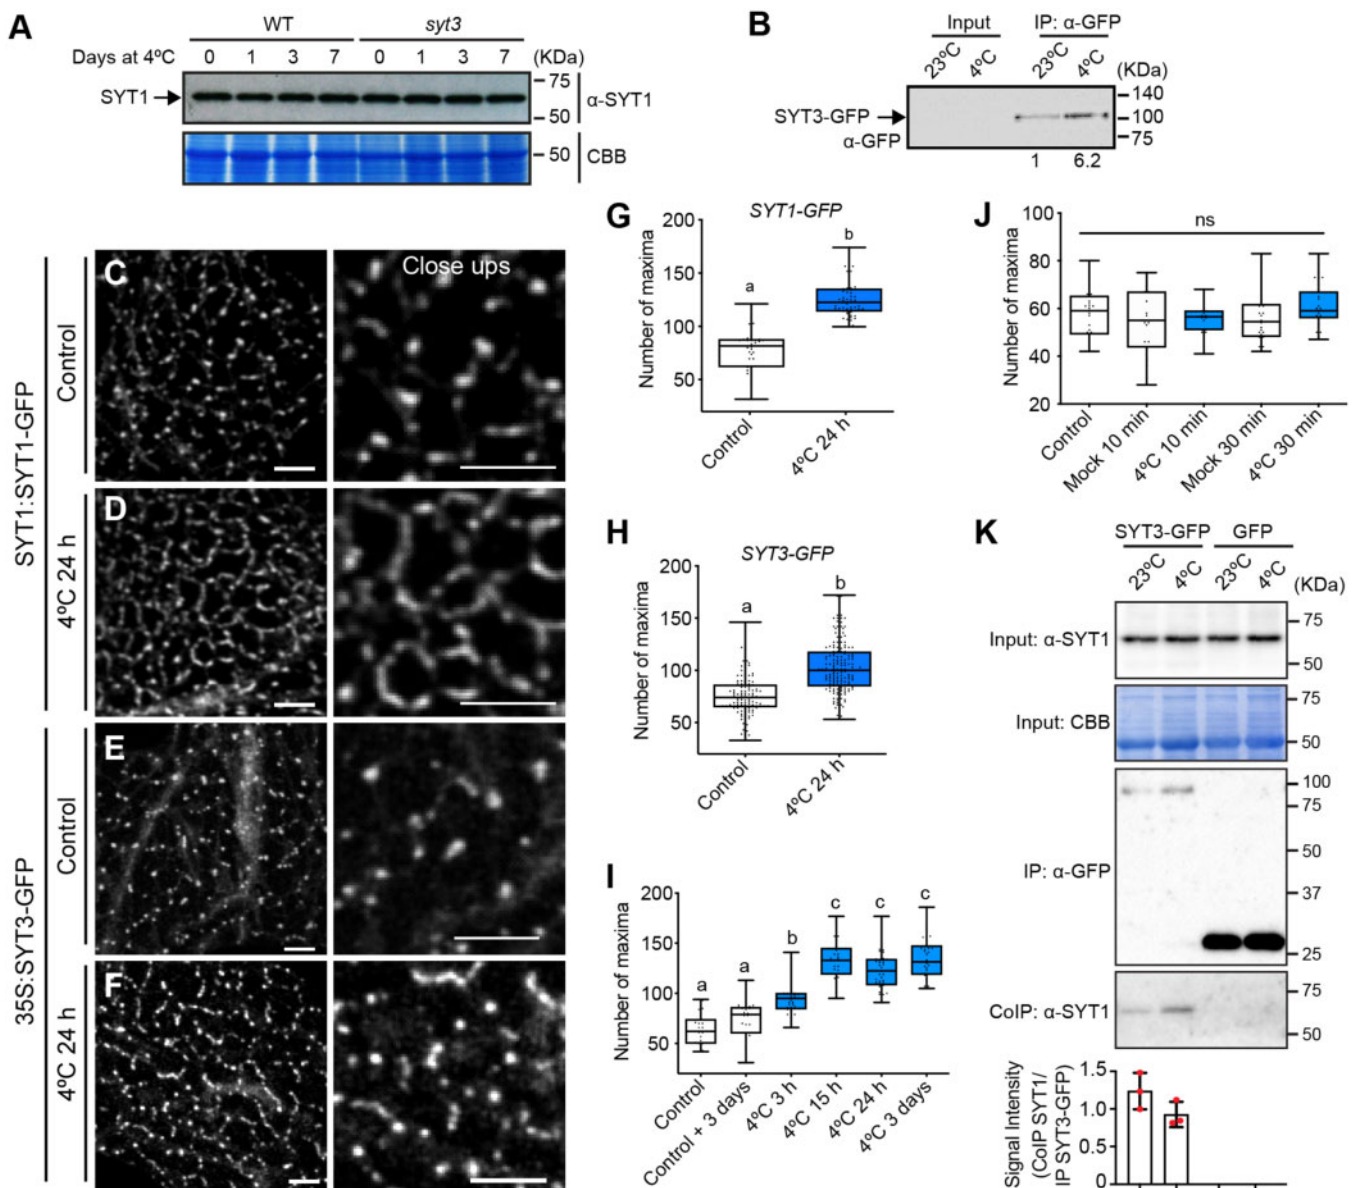 A
WT
syt3
Days at 4ºC 0 1 3 7 0 1 3 7 (KDa)
SYT1
75
50
α-SYT1
50
CBB
B
Input
IP: α-GFP
23ºC 4ºC 23ºC 4ºC (KDa)
SYT3-GFP
α-GFP
140
100
75
1 6.2
SYT1:SYT1-GFP
Control
C
Close ups
4ºC 24 h
D
35S:SYT3-GFP
Control
E
4ºC 24 h
F
G
SYT1-GFP
Number of maxima
200
150
100
50
a
b
Control
4ºC 24 h
H
SYT3-GFP
Number of maxima
200
150
100
50
a
b
Control
4ºC 24 h
I
Number of maxima
200
150
100
50
a a b c c c
Control
Control + 3 days
4ºC 3 h
4ºC 15 h
4ºC 24 h
4ºC 3 days
J
Number of maxima
100
80
60
40
20
ns
Control
Mock 10 min
4ºC 10 min
Mock 30 min
4ºC 30 min
K
SYT3-GFP GFP
23ºC 4ºC 23ºC 4ºC (KDa)
Input: α-SYT1
75
50
Input: CBB
75
50
IP: α-GFP
100
75
50
37
25
CoIP: α-SYT1
75
50
Signal Intensity
(CoIP SYT1/
IP SYT3-GFP)
1.5
1.0
0.5
0